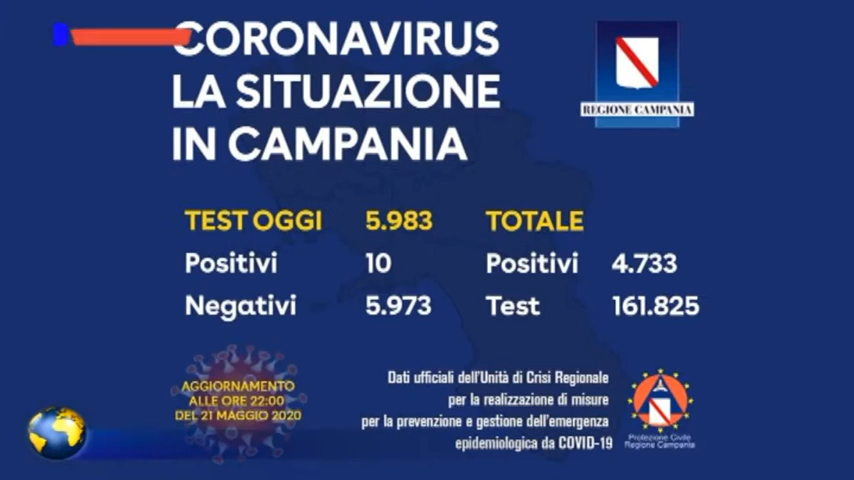 CORONAVIRUS
LA SITUAZIONE
IN CAMPANIA
REGIONE CAMPANIA
TEST OGGI 5.983 TOTALE
Positivi 10 Positivi 4.733
Negativi 5.973 Test 161.825
AGGIORNAMENTO
ALLE ORE 22:00
DEL 21 MAGGIO 2020
Dati ufficiali dell'Unità di Crisi Regionale
per la realizzazione di misure
per la prevenzione e gestione dell'emergenza
epidemiologica da COVID-19
Protezione Civile
Regione Campania